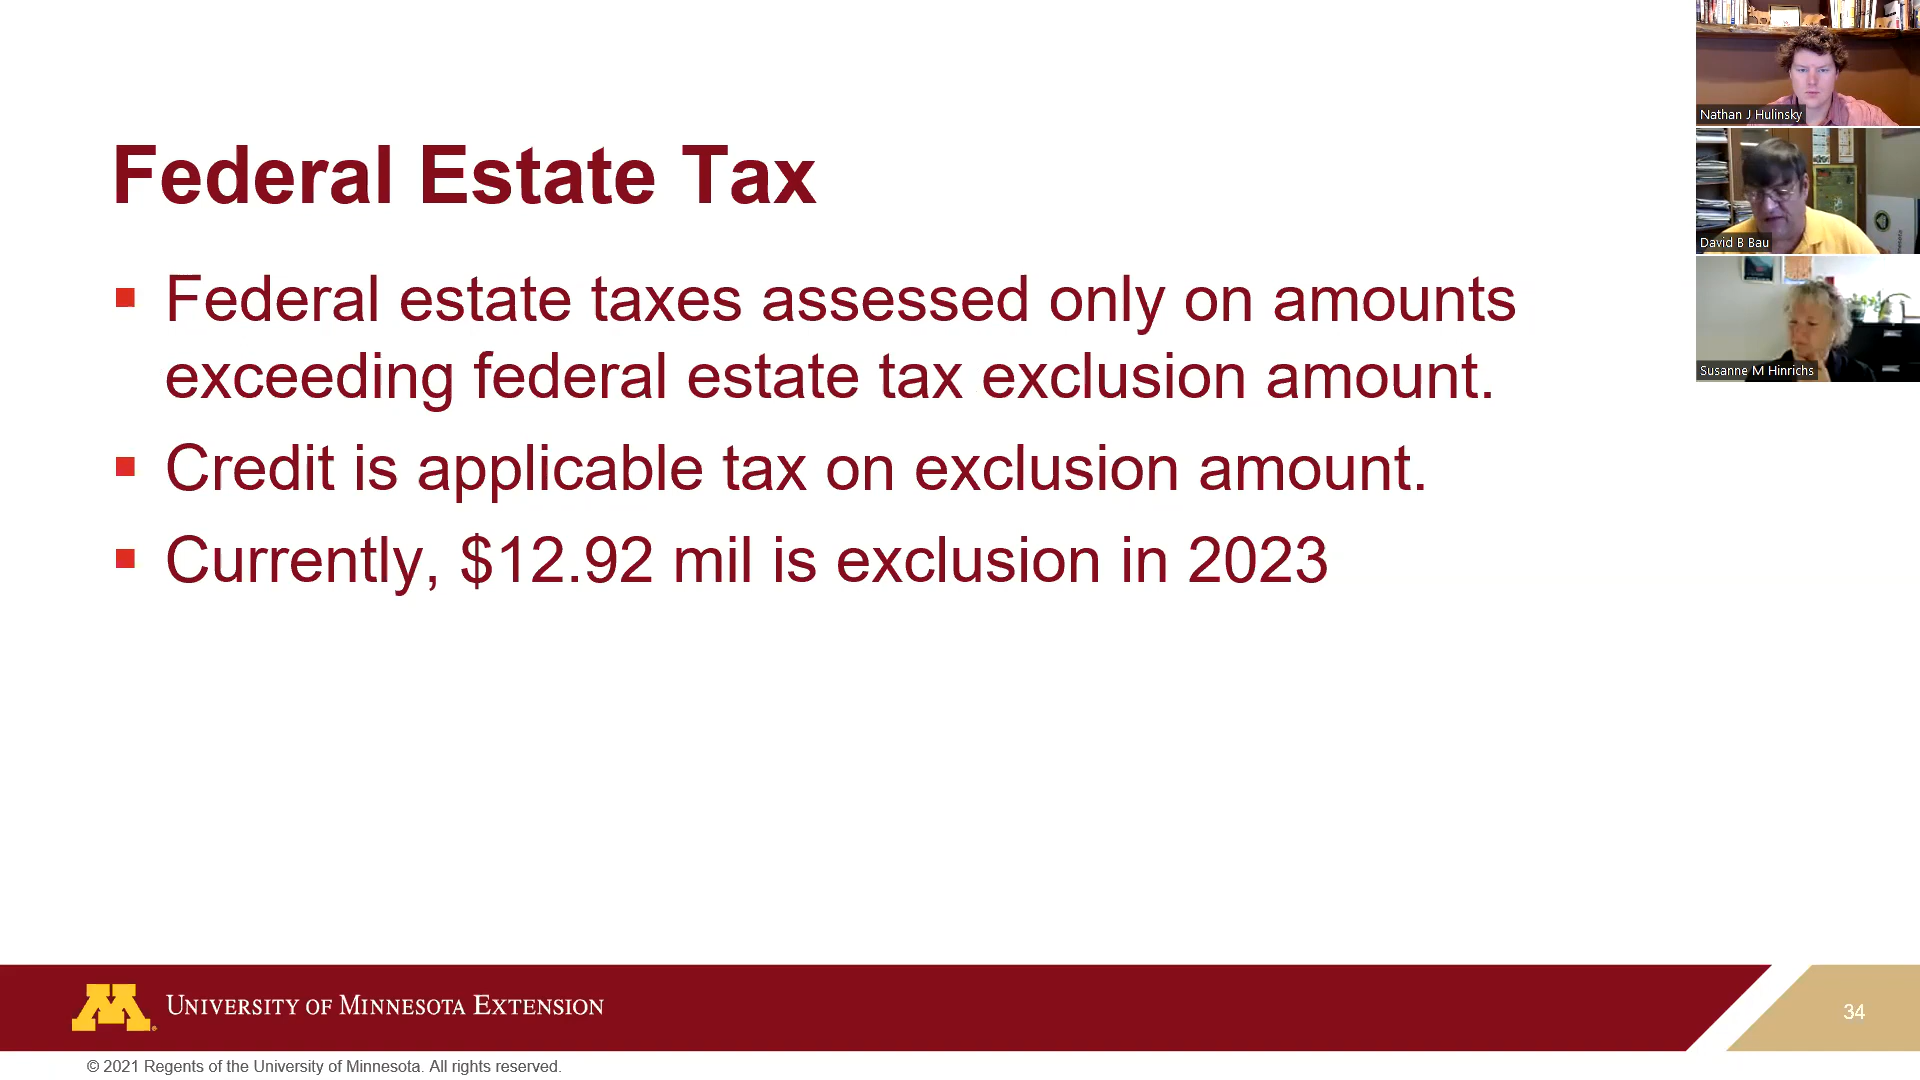 Federal Estate Tax
Federal estate taxes assessed only on amounts
exceeding federal estate tax exclusion amount.
Credit is applicable tax on exclusion amount.
Currently, $12.92 mil is exclusion in 2023
Nathan J Hulinsky
David B Bau
Susanne M Hinrichs
M
UNIVERSITY OF MINNESOTA EXTENSION
34
© 2021 Regents of the University of Minnesota. All rights reserved.